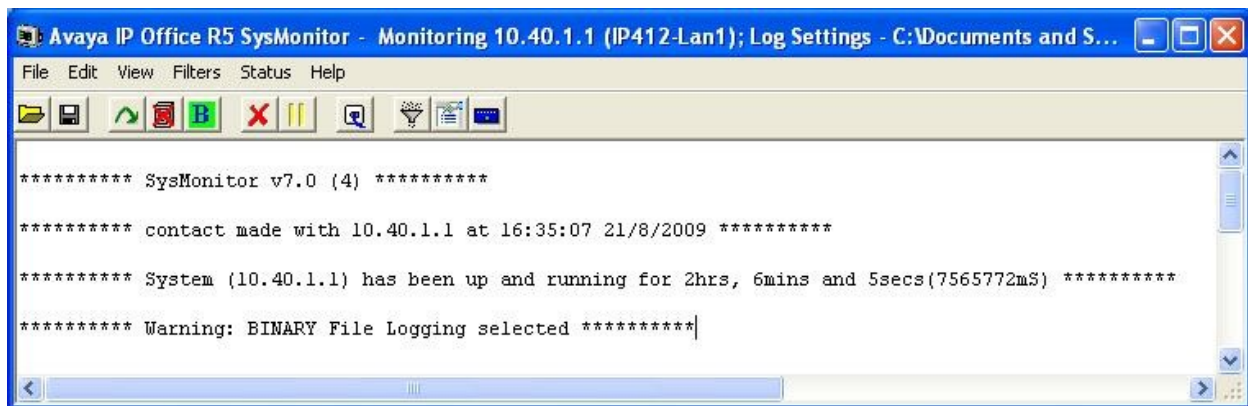 Avaya IP Office R5 SysMonitor - Monitoring 10.40.1.1 (IP412-Lan1); Log Settings - C:\Documents and S...
File Edit View Filters Status Help
B
********** SysMonitor v7.0 (4) **********
********** contact made with 10.40.1.1 at 16:35:07 21/8/2009 **********
********** System (10.40.1.1) has been up and running for 2hrs, 6mins and 5secs(7565772mS) **********
********** Warning: BINARY File Logging selected **********